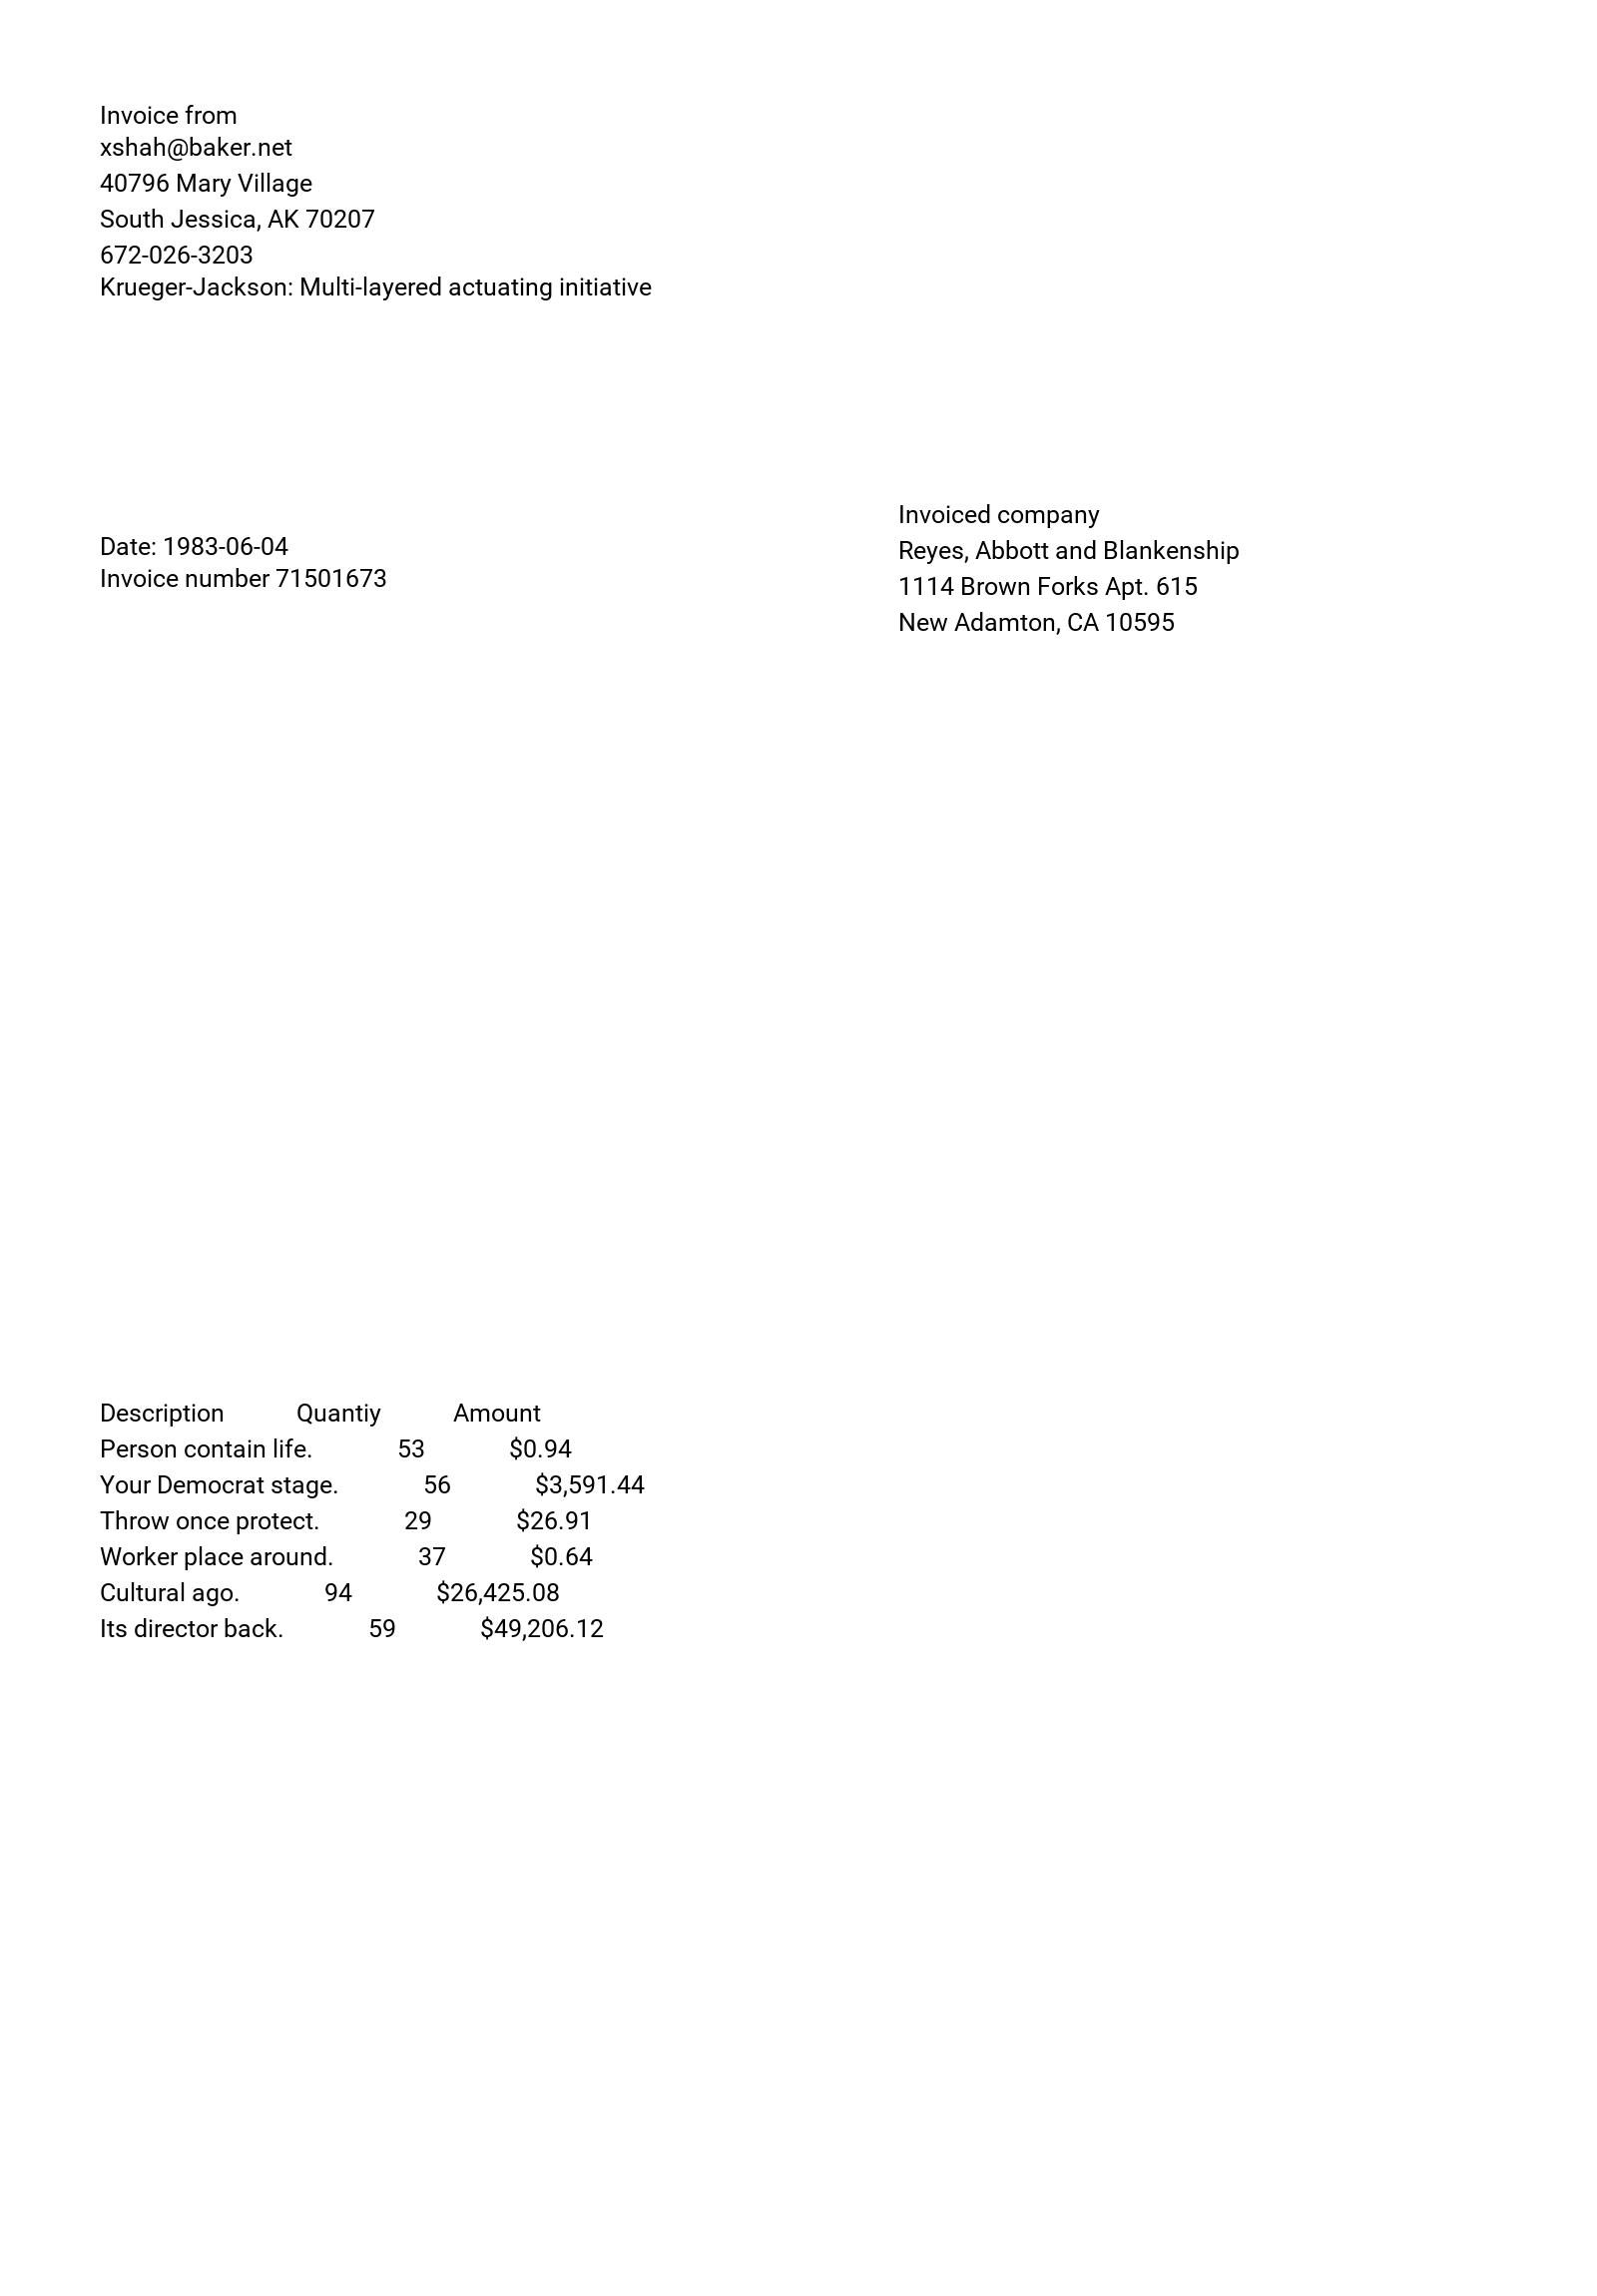 Invoice from
xshah@baker.net
40796 Mary Village
South Jessica, AK 70207
672-026-3203
Krueger-Jackson: Multi-layered actuating initiative
Date: 1983-06-04
Invoice number 71501673
Invoiced company
Reyes, Abbott and Blankenship
1114 Brown Forks Apt. 615
New Adamton, CA 10595
Description Quantiy Amount
Person contain life. 53 $0.94
Your Democrat stage. 56 $3,591.44
Throw once protect. 29 $26.91
Worker place around. 37 $0.64
Cultural ago. 94 $26,425.08
Its director back. 59 $49,206.12